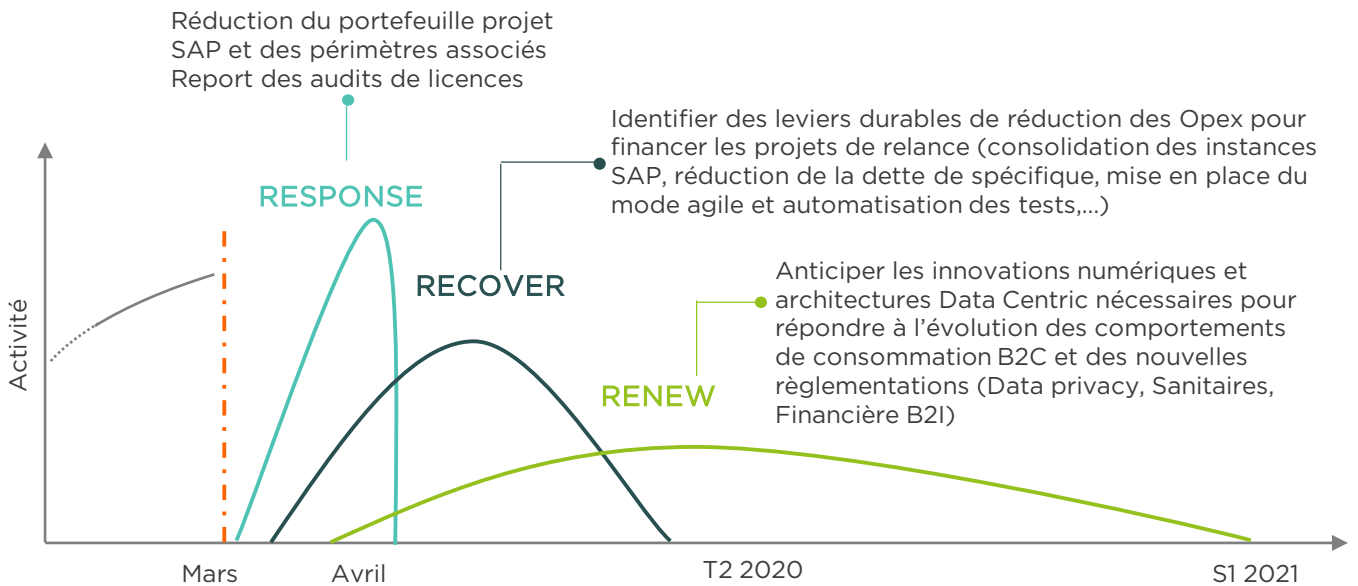 Réduction du portefeuille projet
SAP et des périmètres associés
Report des audits de licences
Identifier des leviers durables de réduction des Opex pour
financer les projets de relance (consolidation des instances
SAP, réduction de la dette de spécifique, mise en place du
mode agile et automatisation des tests,...)
RESPONSE
RECOVER
Anticiper les innovations numériques et
architectures Data Centric nécessaires pour
répondre à l’évolution des comportements
de consommation B2C et des nouvelles
règlementations (Data privacy, Sanitaires,
Financière B2I)
RENEW
Activité
Mars
Avril
T2 2020
S1 2021